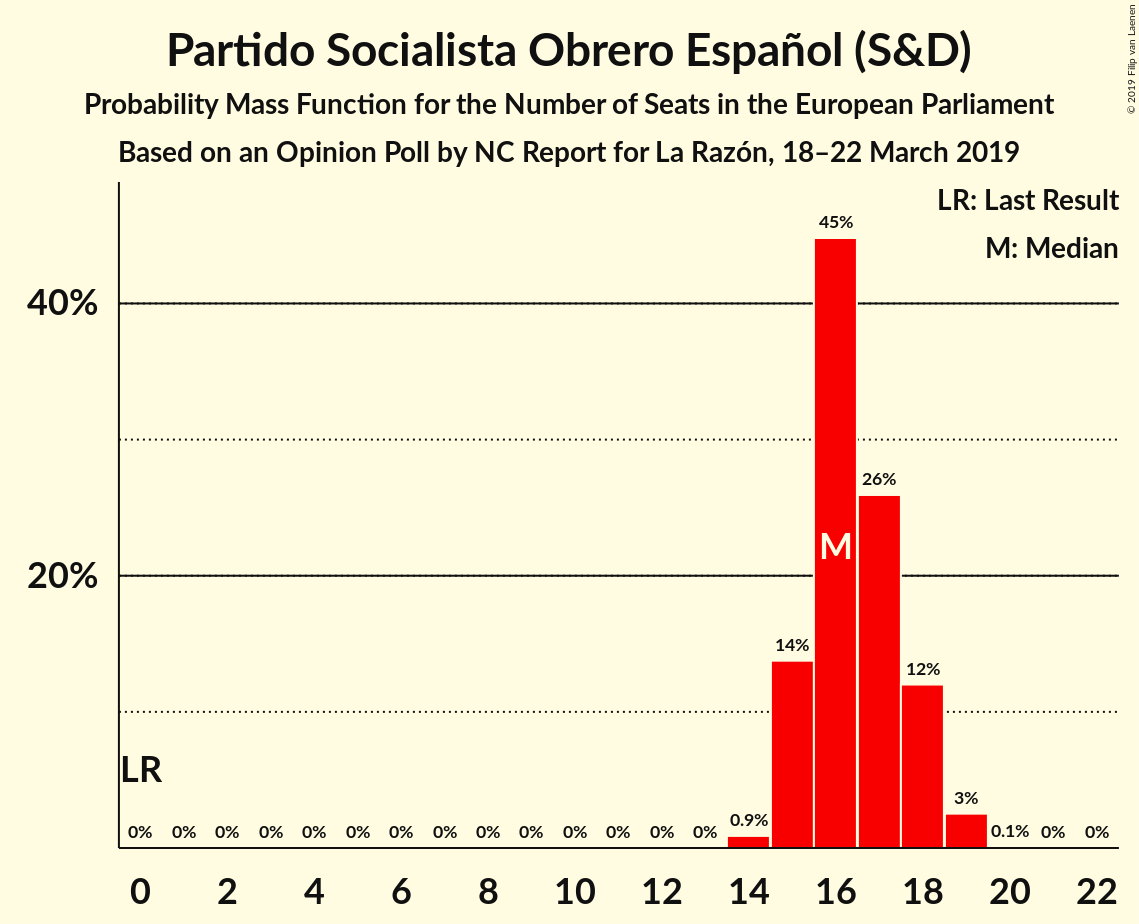 Partido Socialista Obrero Español (S&D)
Probability Mass Function for the Number of Seats in the European Parliament
Based on an Opinion Poll by NC Report for La Razón, 18–22 March 2019
© 2019 Filip van Laenen
LR: Last Result
M: Median
45%
40%
26%
M
20%
14%
12%
LR
3%
0% 0% 0% 0% 0% 0% 0% 0% 0% 0% 0% 0% 0% 0% 0.9% 0.1% 0% 0%
0 2 4 6 8 10 12 14 16 18 20 22